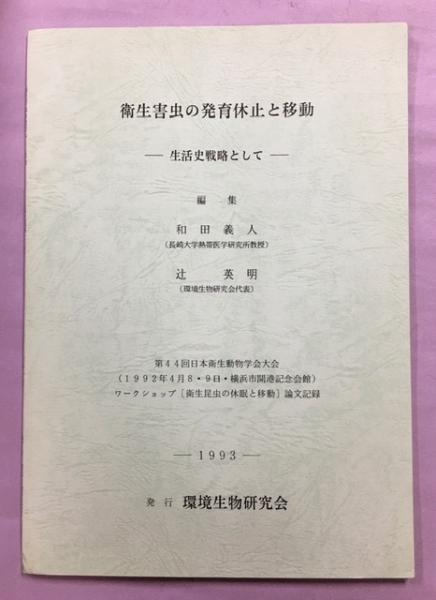 衛生害虫の発育休止と移動
― 生活史戦略として ―
編 集
和 田 義 人
（長崎大学熱帯医学研究所教授）
辻 英 明
（環境生物研究会代表）
第４４回日本衛生動物学会大会
（１９９２年４月８・９日・横浜市開港記念会館）
ワークショップ［衛生昆虫の休眠と移動］論文記録
― 1993 ―
発 行 環境生物研究会